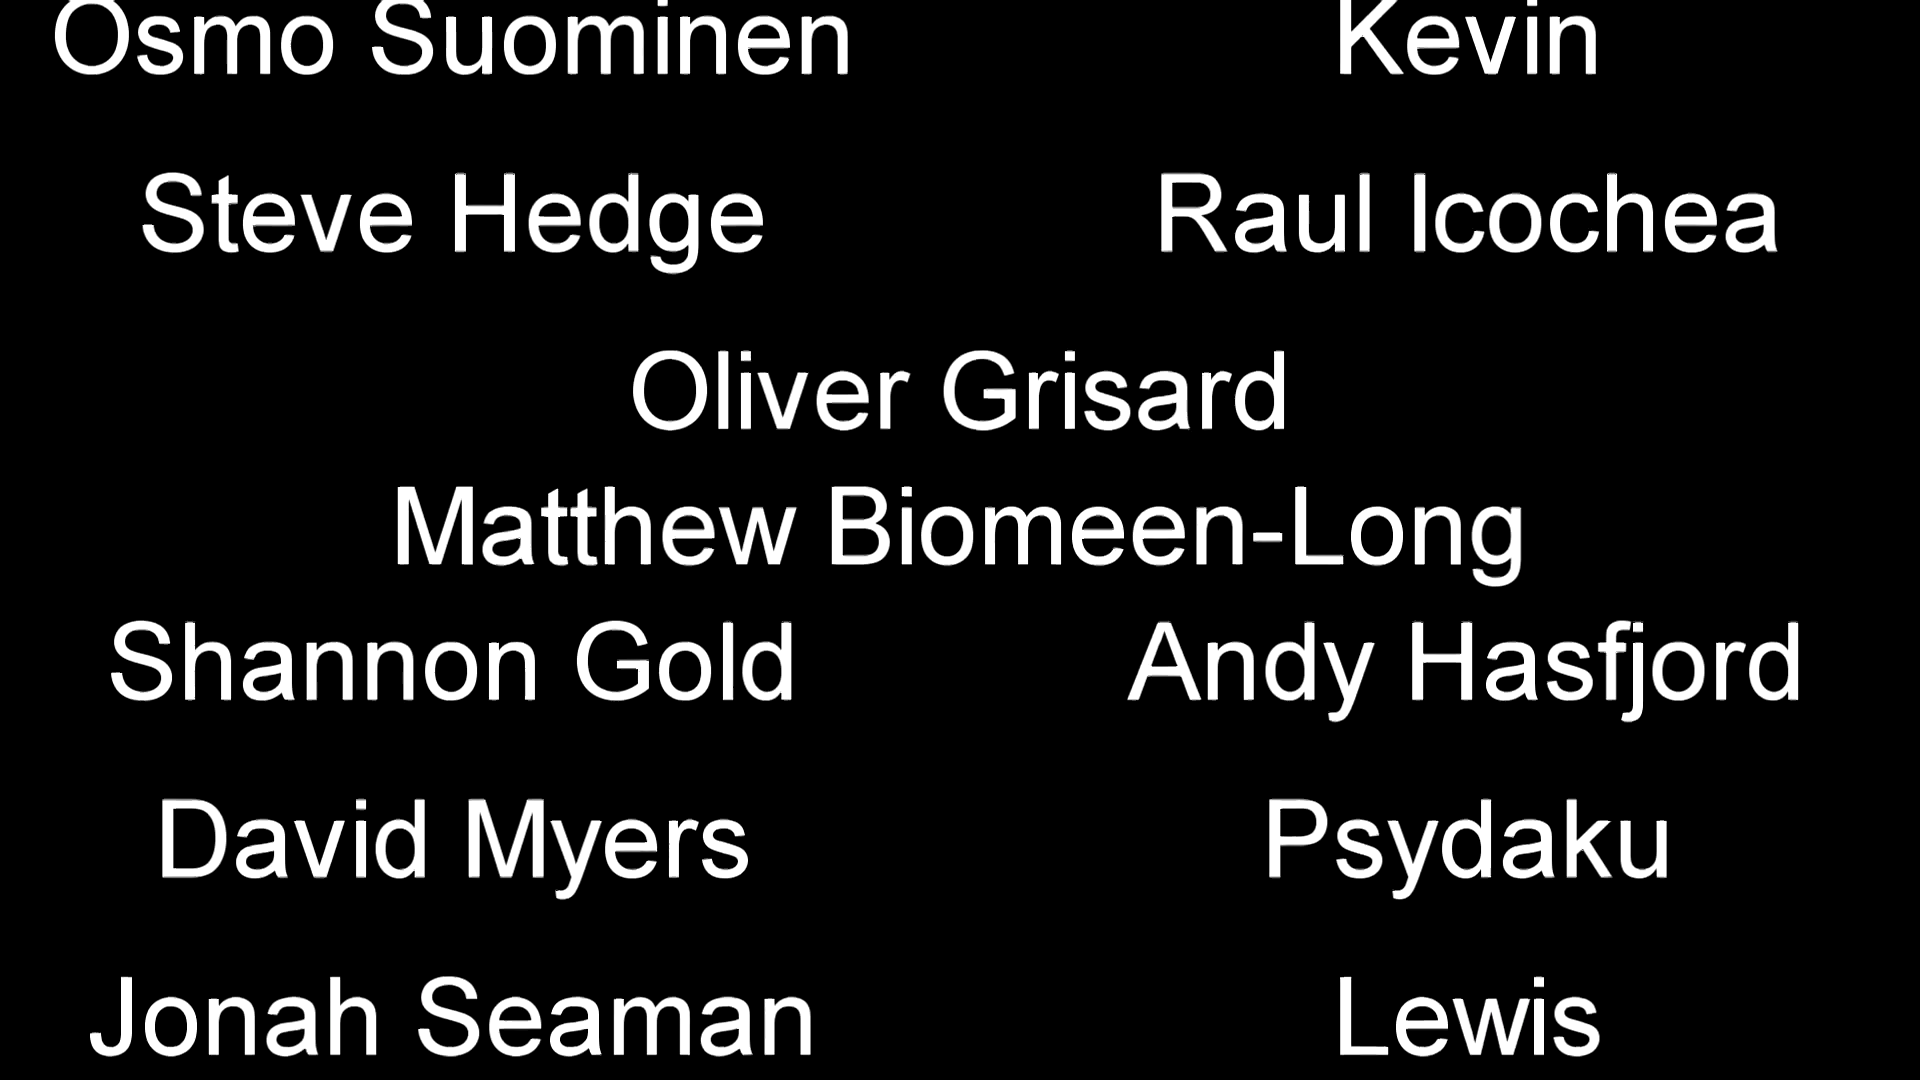 Osmo Suominen Kevin
Steve Hedge Raul Icochea
Oliver Grisard
Matthew Biomeen-Long
Shannon Gold Andy Hasfjord
David Myers Psydaku
Jonah Seaman Lewis